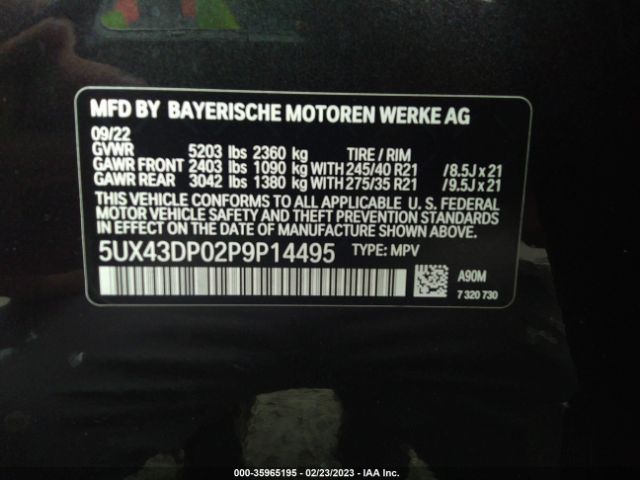 MFD BY BAYERISCHE MOTOREN WERKE AG
09/22
GVWR 5203 lbs 2360 kg TIRE / RIM
GAWR FRONT 2403 lbs 1090 kg WITH 245/40 R21 / 8.5J x 21
GAWR REAR 3042 lbs 1380 kg WITH 275/35 R21 / 9.5J x 21
THIS VEHICLE CONFORMS TO ALL APPLICABLE U. S. FEDERAL
MOTOR VEHICLE SAFETY, BUMPER, AND THEFT PREVENTION STANDARDS
IN EFFECT ON THE DATE OF MANUFACTURE SHOWN ABOVE.
5UX43DP02P9P14495 TYPE: MPV
A90M
7 320 730
000-35965195 - 02/23/2023 - IAA Inc.